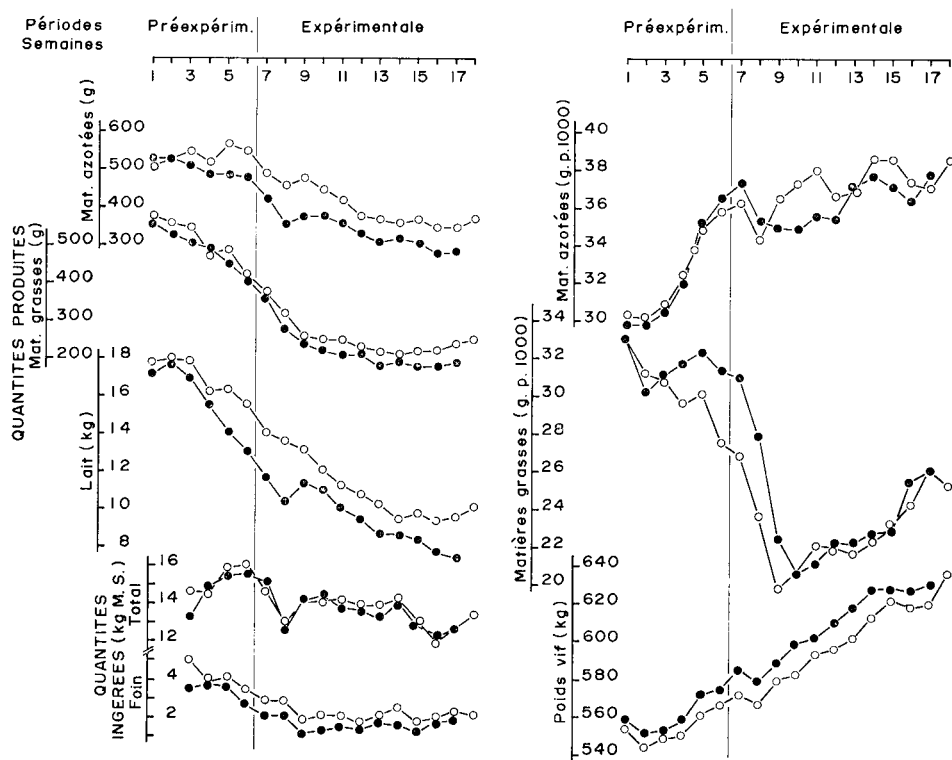 Périodes
Semaines
Préexpérim.
Expérimentale
1 3 5 7 9 11 13 15 17
QUANTITÉS PRODUITES
Mat. azotées (g)
600
500
400
300
Mat. grasses (g)
500
400
300
200
Lait (kg)
18
16
14
12
10
8
QUANTITÉS
INGÉRÉES (kg M. S.)
Total
16
14
12
Foin
4
2
Préexpérim.
Expérimentale
1 3 5 7 9 11 13 15 17
Mat. azotées (g.p.1000)
40
38
36
34
32
30
Matières grasses (g.p. 1000)
34
32
30
28
26
24
22
20
Poids vif (kg)
640
620
600
580
560
540